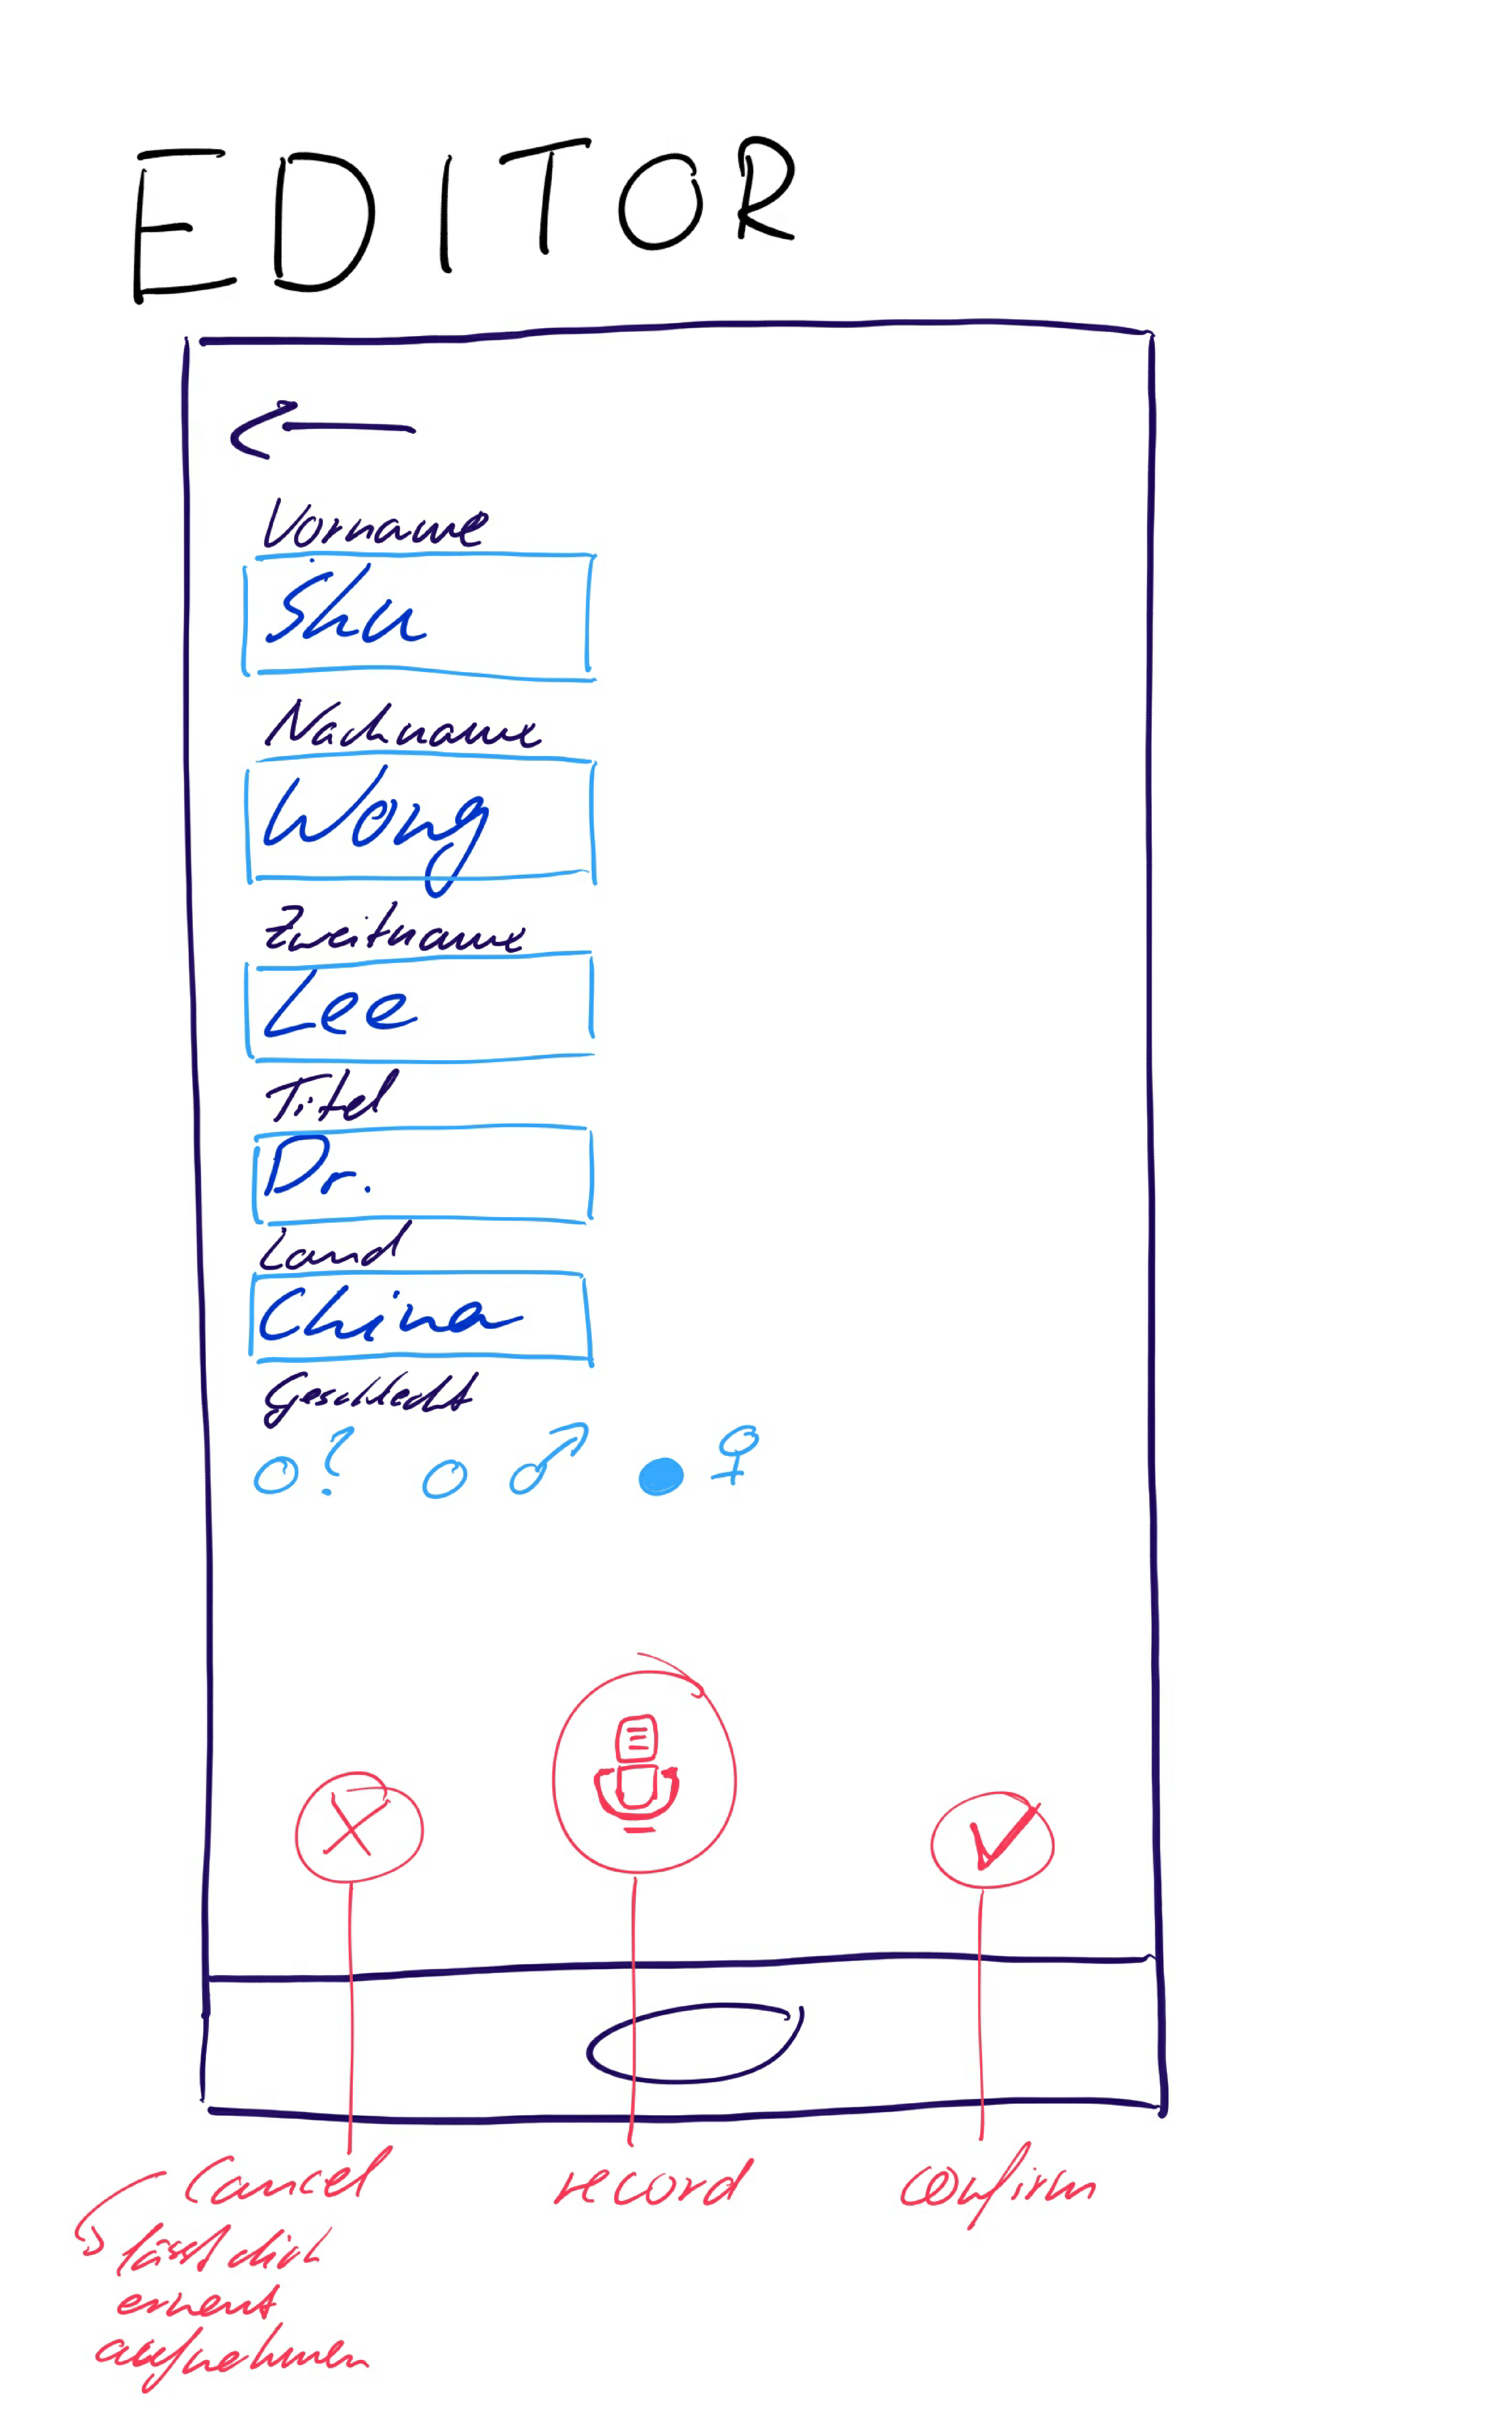 EDITOR
Vorname
Shu
Nachname
Wong
Zweitname
Lee
Titel
Dr.
Land
China
Geschlecht
? ♂ ♀
Cancel record confirm
lässt dich
erneut
aufnehmen